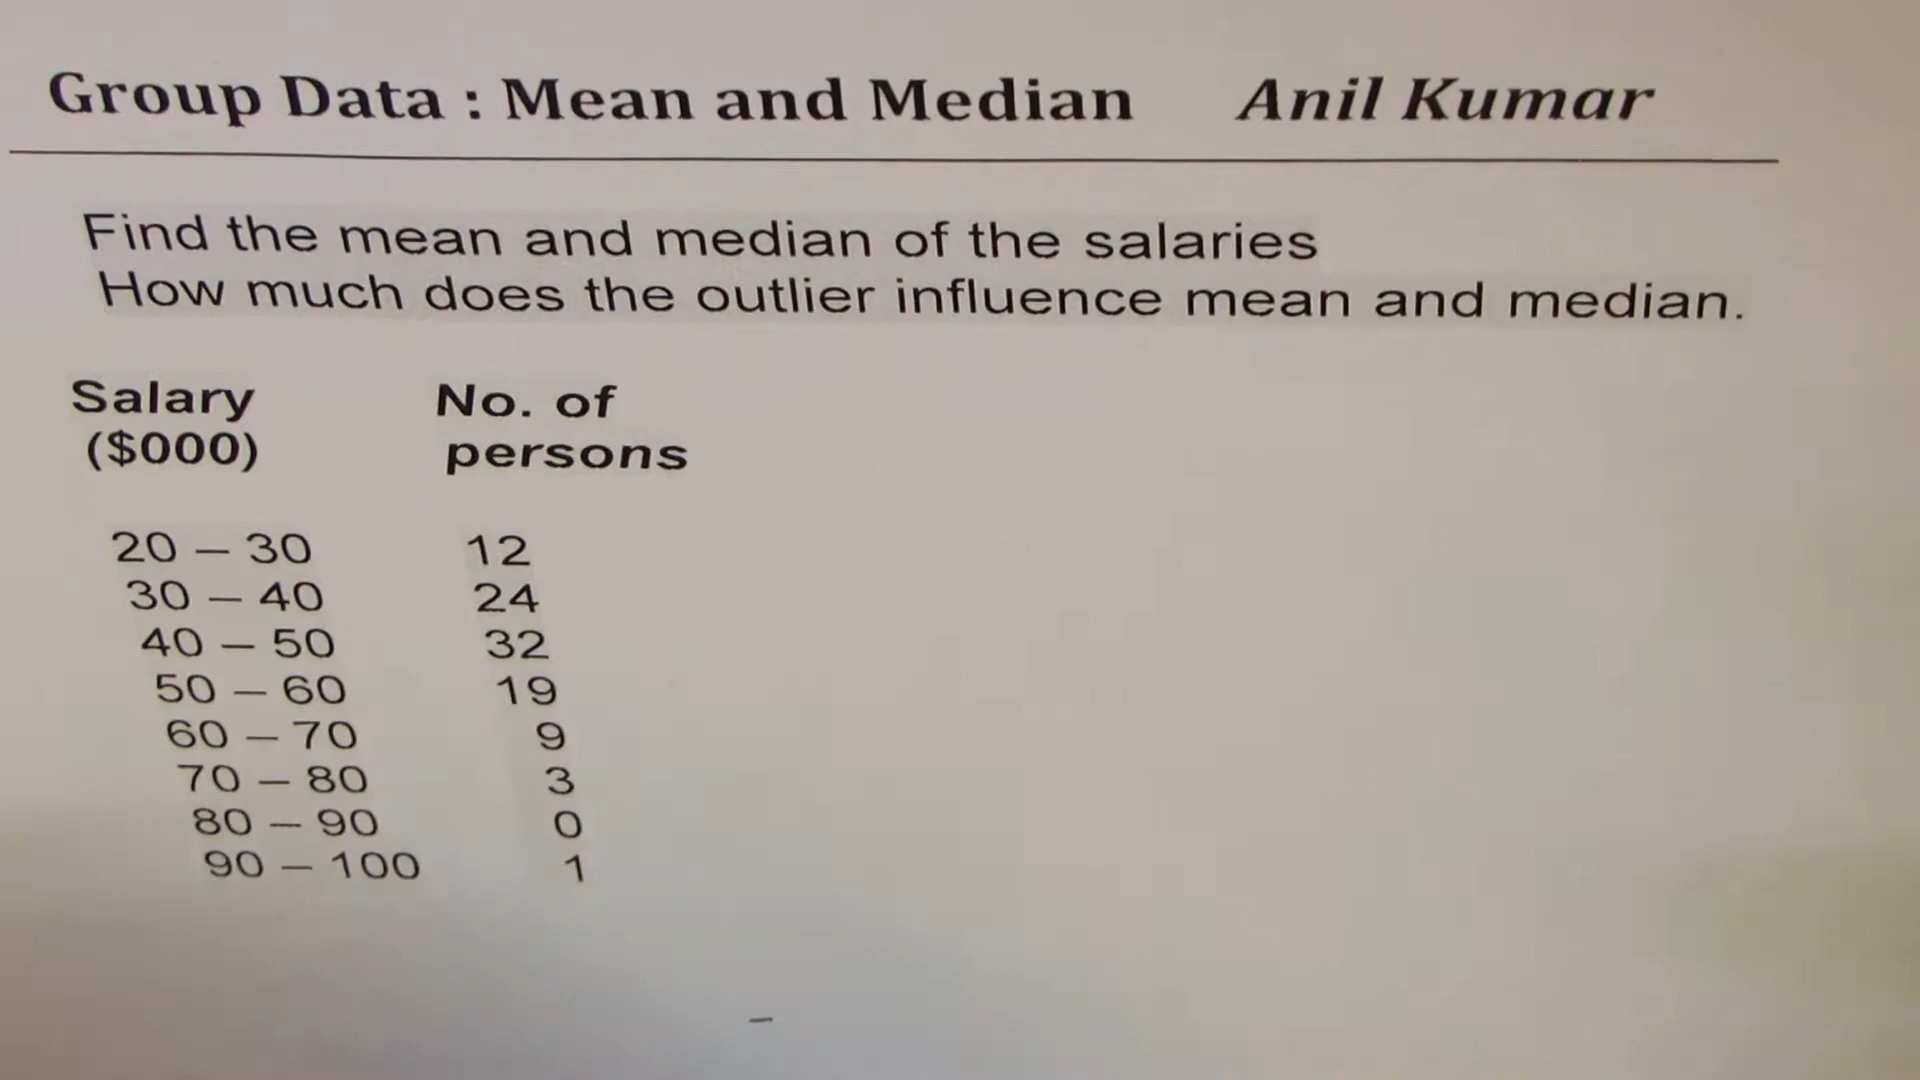 Group Data : Mean and Median Anil Kumar
Find the mean and median of the salaries
How much does the outlier influence mean and median.
Salary No. of
($000) persons
20 – 30 12
30 – 40 24
40 – 50 32
50 – 60 19
60 – 70 9
70 – 80 3
80 – 90 0
90 – 100 1